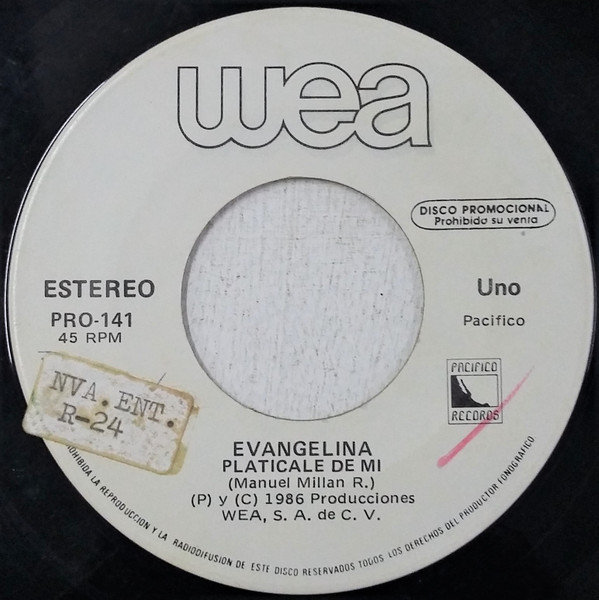 wea
DISCO PROMOCIONAL
Prohibido su venta
ESTEREO
PRO-141
45 RPM
Uno
Pacifico
PACIFICO
RECORDS
NVA. ENT.
R-24
EVANGELINA
PLATICALE DE MI
(Manuel Millan R.)
(P) y (C) 1986 Producciones
WEA, S. A. de C. V.
PROHIBIDA LA REPRODUCCION Y LA RADIODIFUSION DE ESTE DISCO RESERVADOS TODOS LOS DERECHOS DEL PRODUCTOR FONOGRAFICO